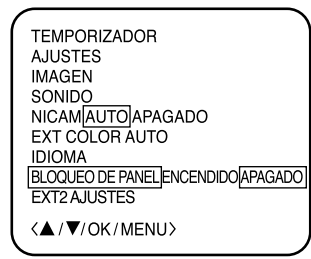 TEMPORIZADOR
AJUSTES
IMAGEN
SONIDO
NICAM AUTO APAGADO
EXT COLOR AUTO
IDIOMA
BLOQUEO DE PANEL ENCENDIDO APAGADO
EXT2 AJUSTES
〈▲/▼/OK/MENU〉